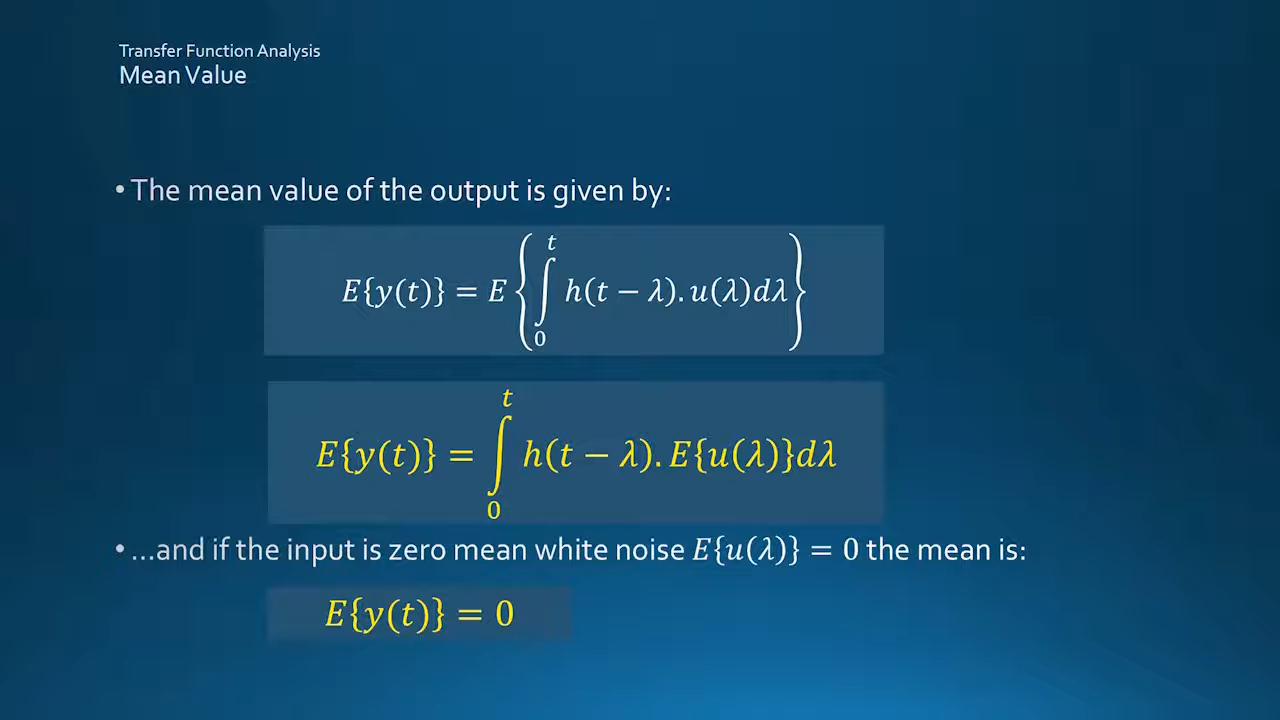 Transfer Function Analysis
Mean Value
• The mean value of the output is given by:
E{y(t)} = E{∫₀ᵗ h(t − λ). u(λ)dλ}
E{y(t)} = ∫₀ᵗ h(t − λ). E{u(λ)}dλ
• ...and if the input is zero mean white noise E{u(λ)} = 0 the mean is:
E{y(t)} = 0